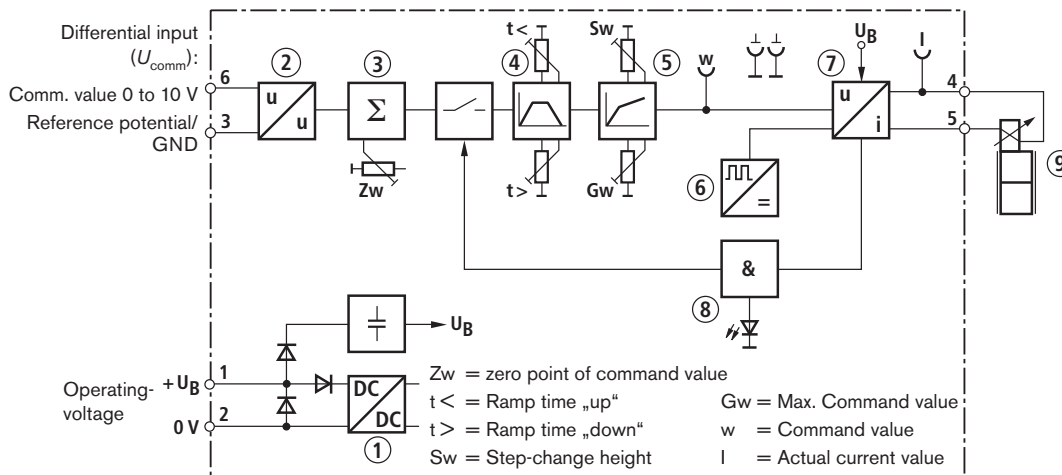 Differential input
(Ucomm):
6
Comm. value 0 to 10 V
Reference potential/
3
GND
2
u
u
3
Σ
Zw
t<
4
t>
Sw
5
Gw
w
UB
7
u
i
I
4
5
9
6
=
&
8
UB
Operating-
voltage
+UB
1
0 V
2
DC
DC
1
Zw = zero point of command value
t < = Ramp time „up“
t > = Ramp time „down“
Sw = Step-change height
Gw = Max. Command value
w = Command value
I = Actual current value